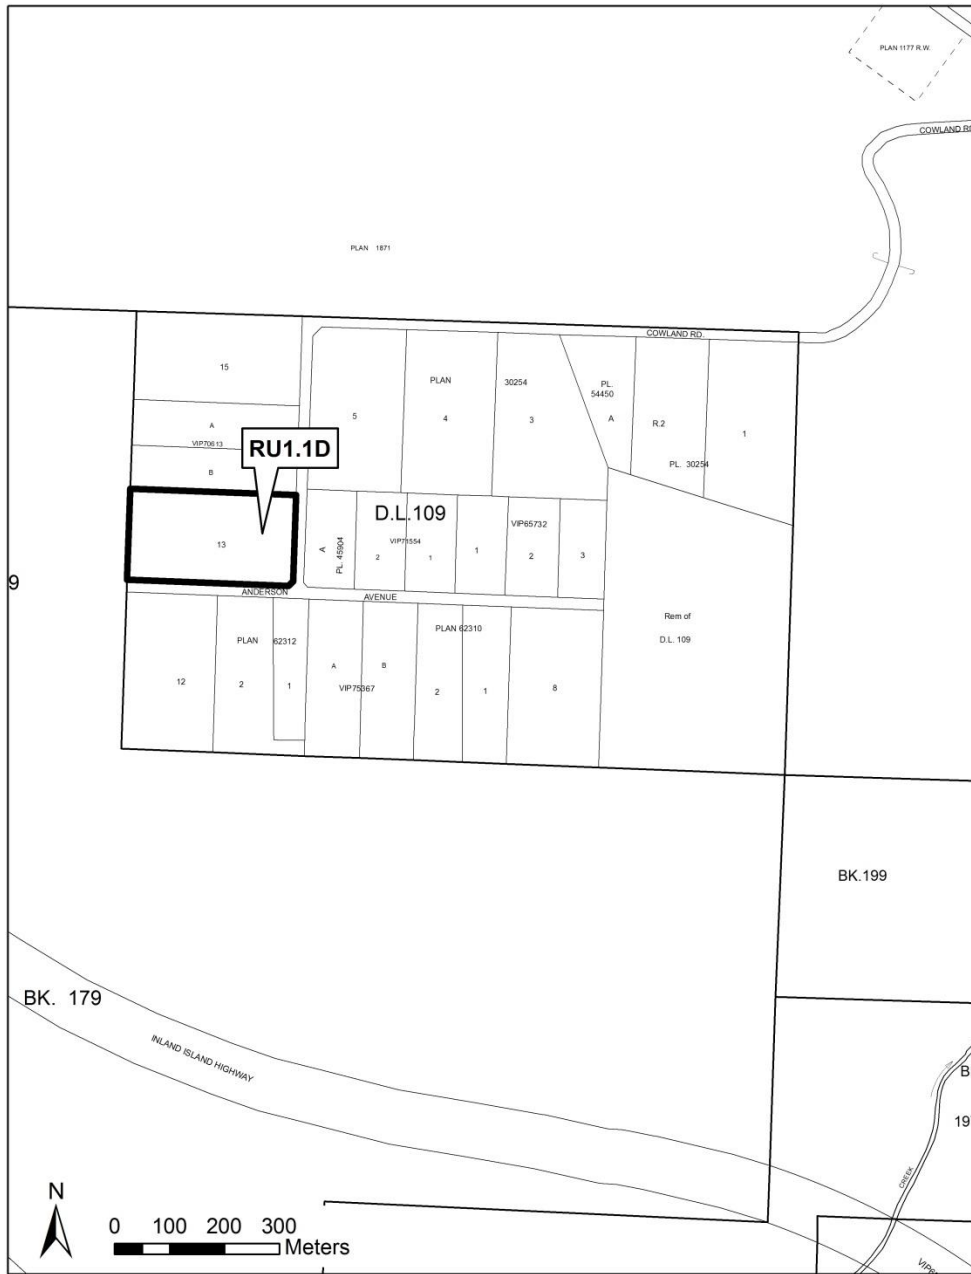 PLAN 1177 R.W.
COWLAND RD.
PLAN 1871
COWLAND RD.
15
PLAN
30254
PL.
54450
5
4
3
A
R.2
1
A
VIP70613
RU1.1D
B
PL. 30254
13
D.L.109
A
PL. 45904
VIP71554
2
1
1
VIP65732
2
3
9
ANDERSON
AVENUE
Rem of
D.L. 109
PLAN
62312
PLAN 62310
12
2
1
A
B
VIP75367
2
1
8
BK.199
BK. 179
INLAND ISLAND HIGHWAY
B
19
CREEK
N
0 100 200 300
Meters